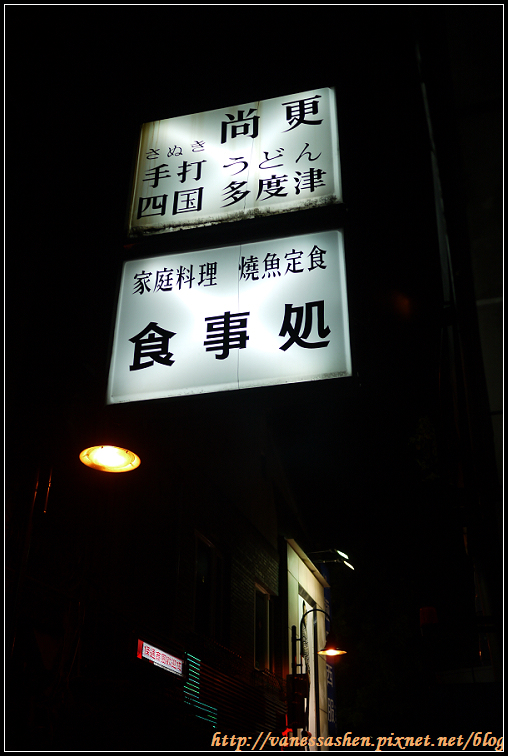 尚更
さぬき
手打うどん
四国多度津
家庭料理 燒魚定食
食事処
http://vanessashen.pixnet.net/blog